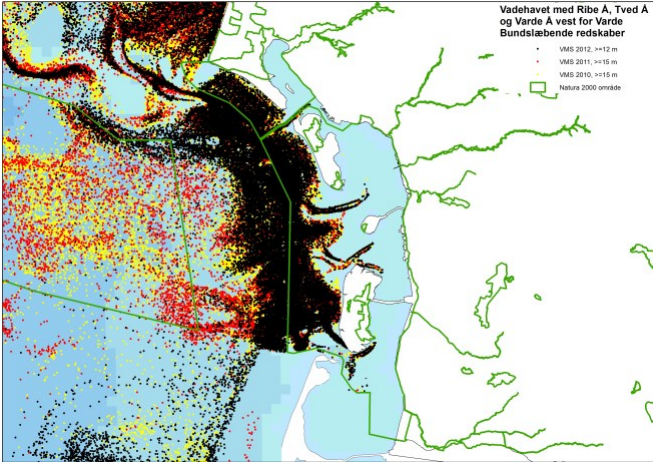 Vadehavet med Ribe Å, Tved Å
og Varde Å vest for Varde
Bundslæbende redskaber
VMS 2012, >=12 m
VMS 2011, >=15 m
VMS 2010, >=15 m
Natura 2000 område